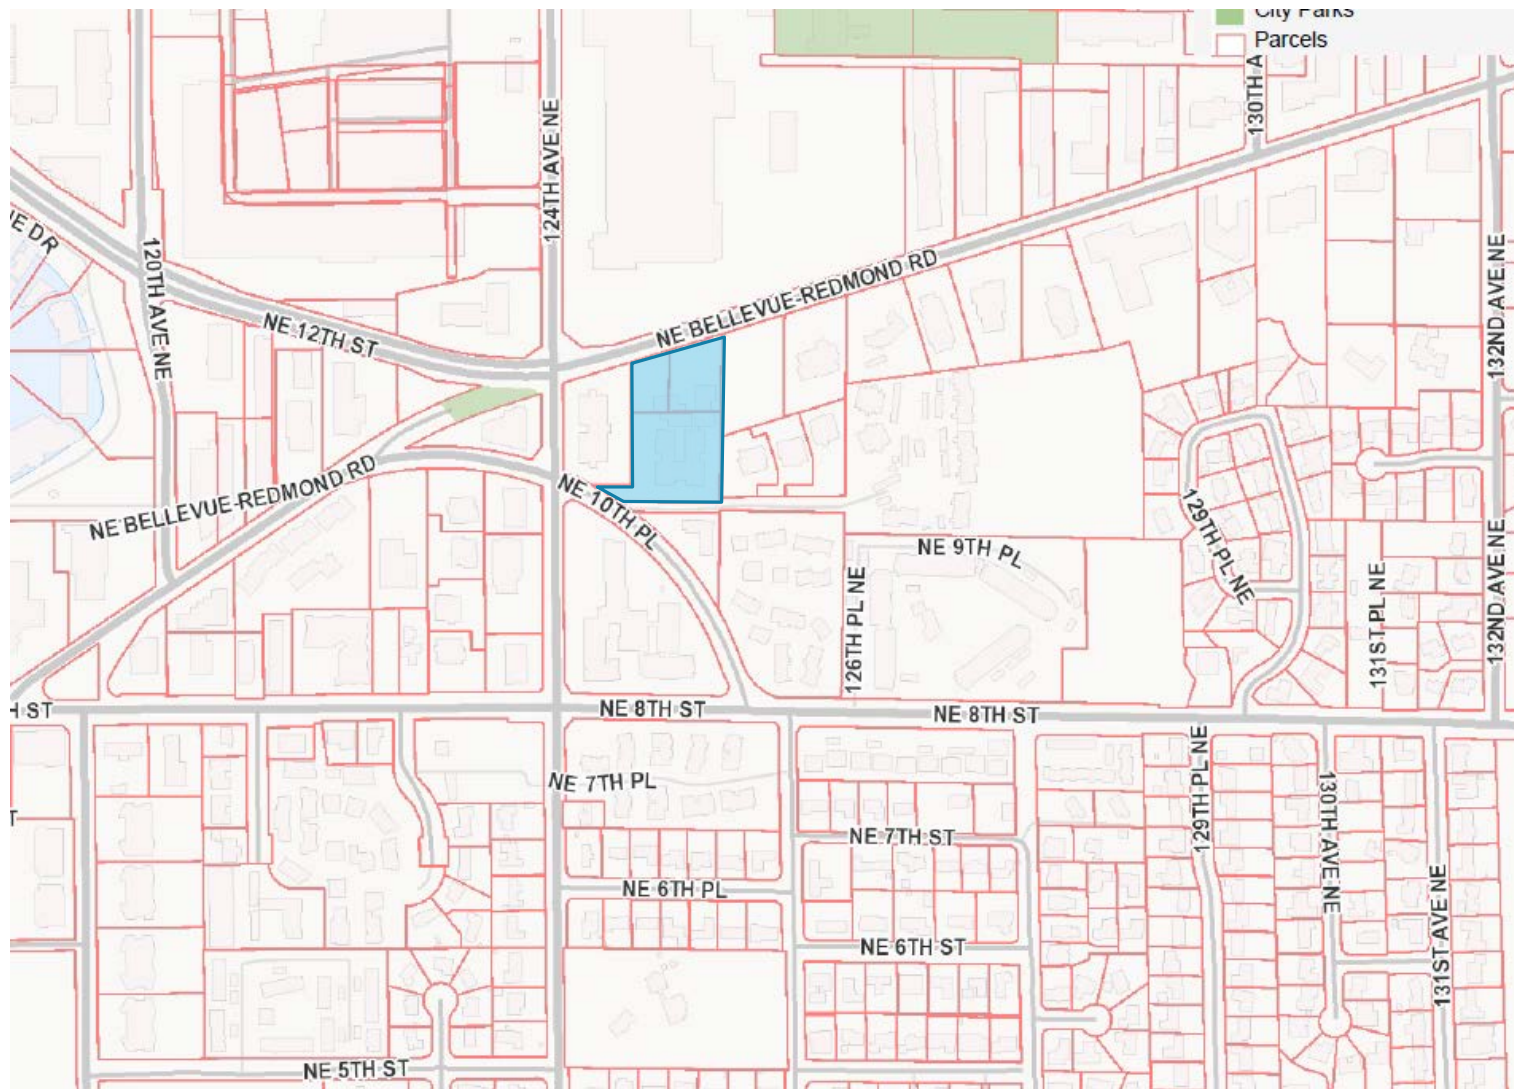 City Parks
Parcels
130TH A
124TH AVE NE
NE DR
120TH AVE NE
NE 12TH ST
NE BELLEVUE-REDMOND RD
132ND AVE NE
NE BELLEVUE-REDMOND RD
NE 10TH PL
129TH PL NE
NE 9TH PL
126TH PL NE
131ST PL NE
132ND AVE NE
H ST
NE 8TH ST
NE 8TH ST
129TH PL NE
NE 7TH PL
130TH AVE NE
T
NE 7TH ST
NE 6TH PL
131ST AVE NE
NE 6TH ST
NE 5TH ST